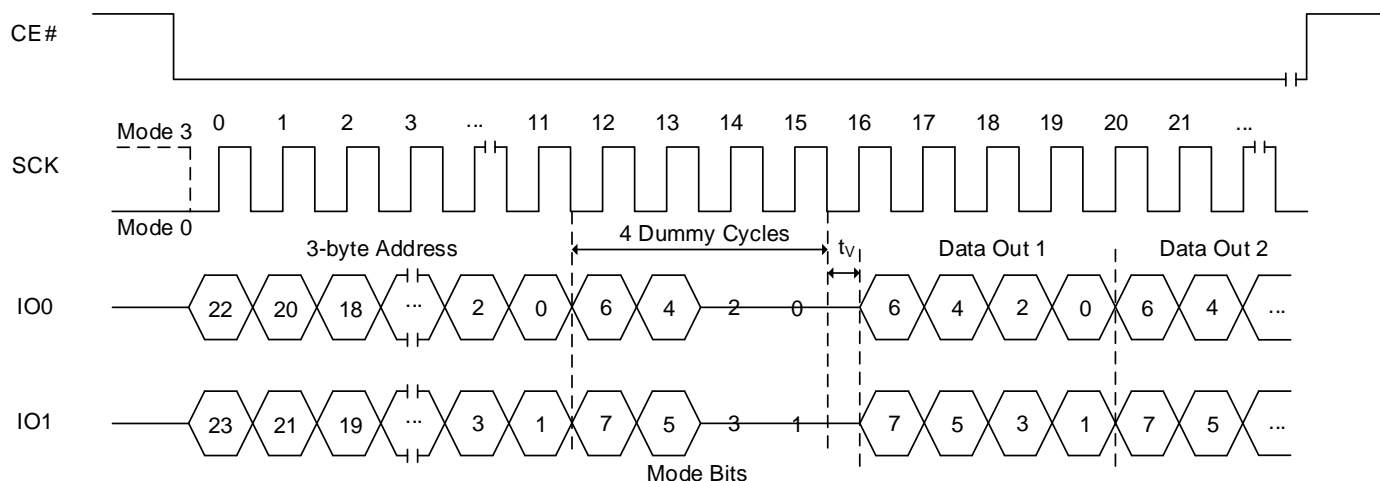 CE#
Mode 3 0 1 2 3 ... 11 12 13 14 15 16 17 18 19 20 21 ...
SCK
Mode 0
3-byte Address 4 Dummy Cycles tV Data Out 1 Data Out 2
IO0 22 20 18 ... 2 0 6 4 2 0 6 4 2 0 6 4 ...
IO1 23 21 19 ... 3 1 7 5 3 1 7 5 3 1 7 5 ...
Mode Bits